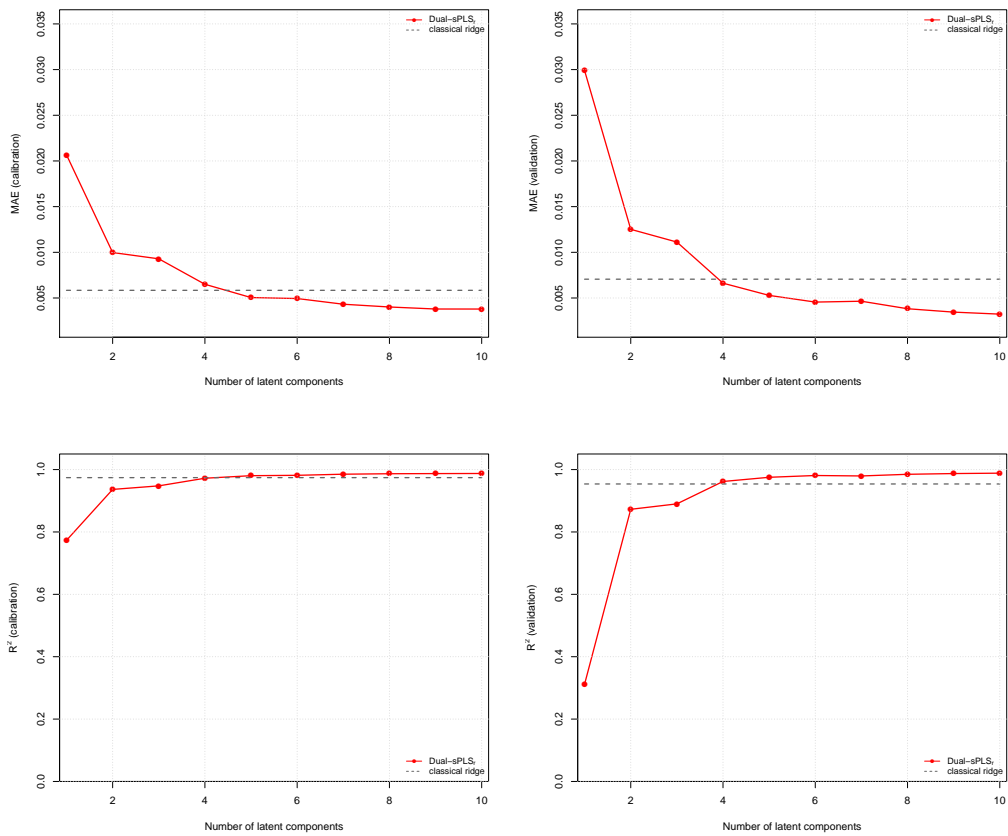 Dual−sPLSr
classical ridge
0.035
0.030
0.025
0.020
0.015
0.010
0.005
MAE (calibration)
2 4 6 8 10
Number of latent components
Dual−sPLSr
classical ridge
0.035
0.030
0.025
0.020
0.015
0.010
0.005
MAE (validation)
2 4 6 8 10
Number of latent components
1.0
0.8
0.6
0.4
0.2
0.0
R² (calibration)
Dual−sPLSr
classical ridge
2 4 6 8 10
Number of latent components
1.0
0.8
0.6
0.4
0.2
0.0
R² (validation)
Dual−sPLSr
classical ridge
2 4 6 8 10
Number of latent components